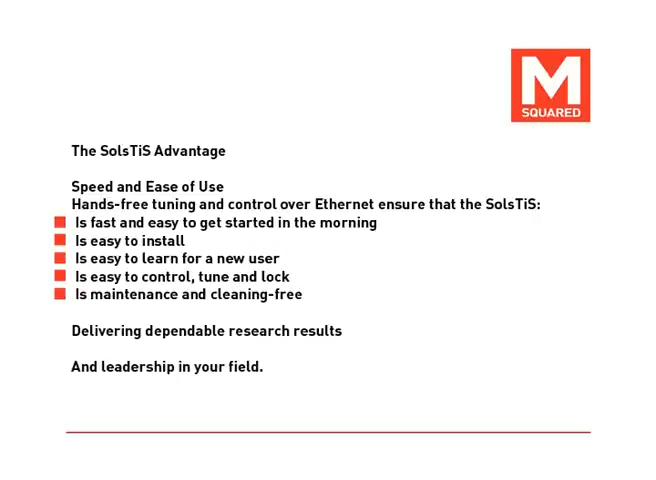 M
SQUARED
The SolsTiS Advantage
Speed and Ease of Use
Hands-free tuning and control over Ethernet ensure that the SolsTiS:
Is fast and easy to get started in the morning
Is easy to install
Is easy to learn for a new user
Is easy to control, tune and lock
Is maintenance and cleaning-free
Delivering dependable research results
And leadership in your field.